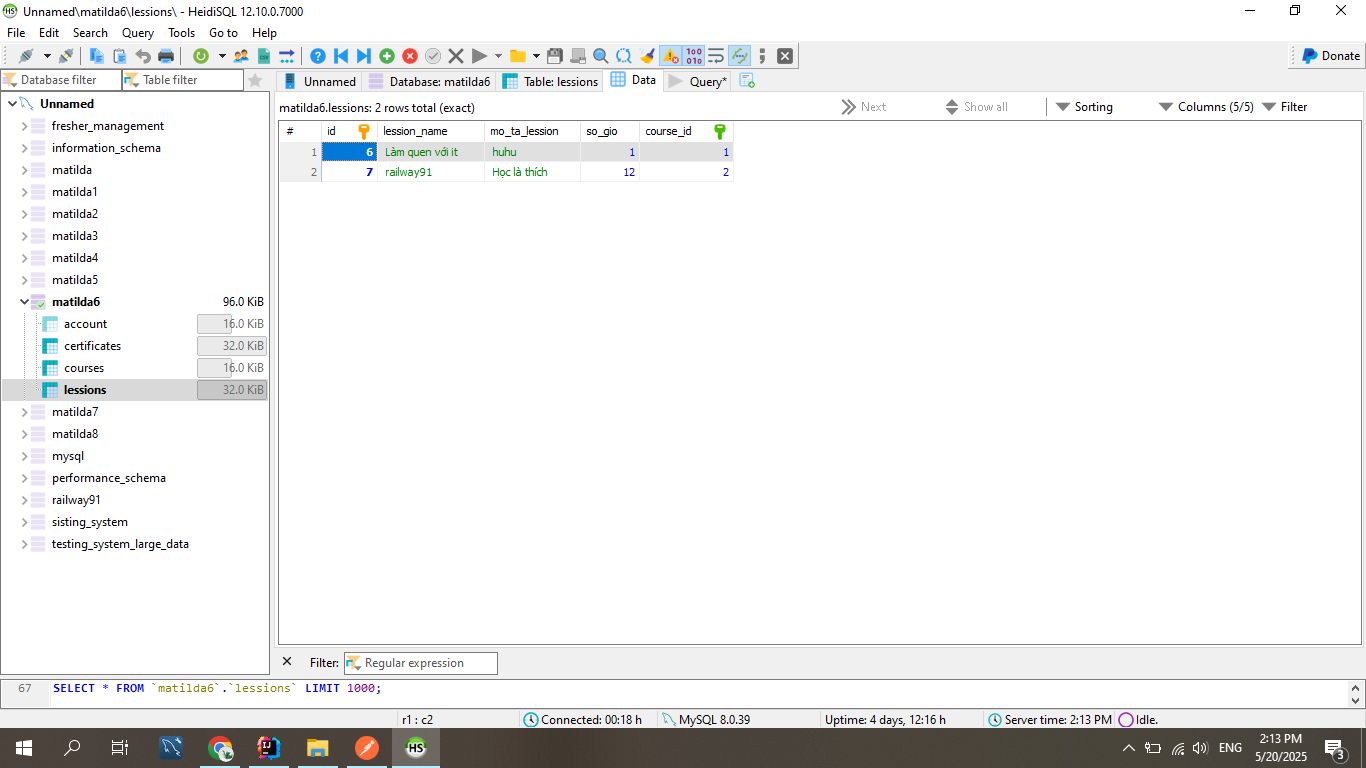 Unnamed\matilda6\lessions\ - HeidiSQL 12.10.0.7000
File Edit Search Query Tools Go to Help
Donate
Database filter Table filter
Unnamed Database: matilda6 Table: lessions Data Query*
matilda6.lessions: 2 rows total (exact) Next Show all Sorting Columns (5/5) Filter
# id lession_name mo_ta_lession so_gio course_id
1 6 Làm quen với it huhu 1 1
2 7 railway91 Học là thích 12 2
Unnamed
fresher_management
information_schema
matilda
matilda1
matilda2
matilda3
matilda4
matilda5
matilda6 96.0 KiB
account 16.0 KiB
certificates 32.0 KiB
courses 16.0 KiB
lessions 32.0 KiB
matilda7
matilda8
mysql
performance_schema
railway91
sisting_system
testing_system_large_data
Filter: Regular expression
67 SELECT * FROM `matilda6`.`lessions` LIMIT 1000;
r1 : c2 Connected: 00:18 h MySQL 8.0.39 Uptime: 4 days, 12:16 h Server time: 2:13 PM Idle.
HS
ENG
2:13 PM
5/20/2025
3